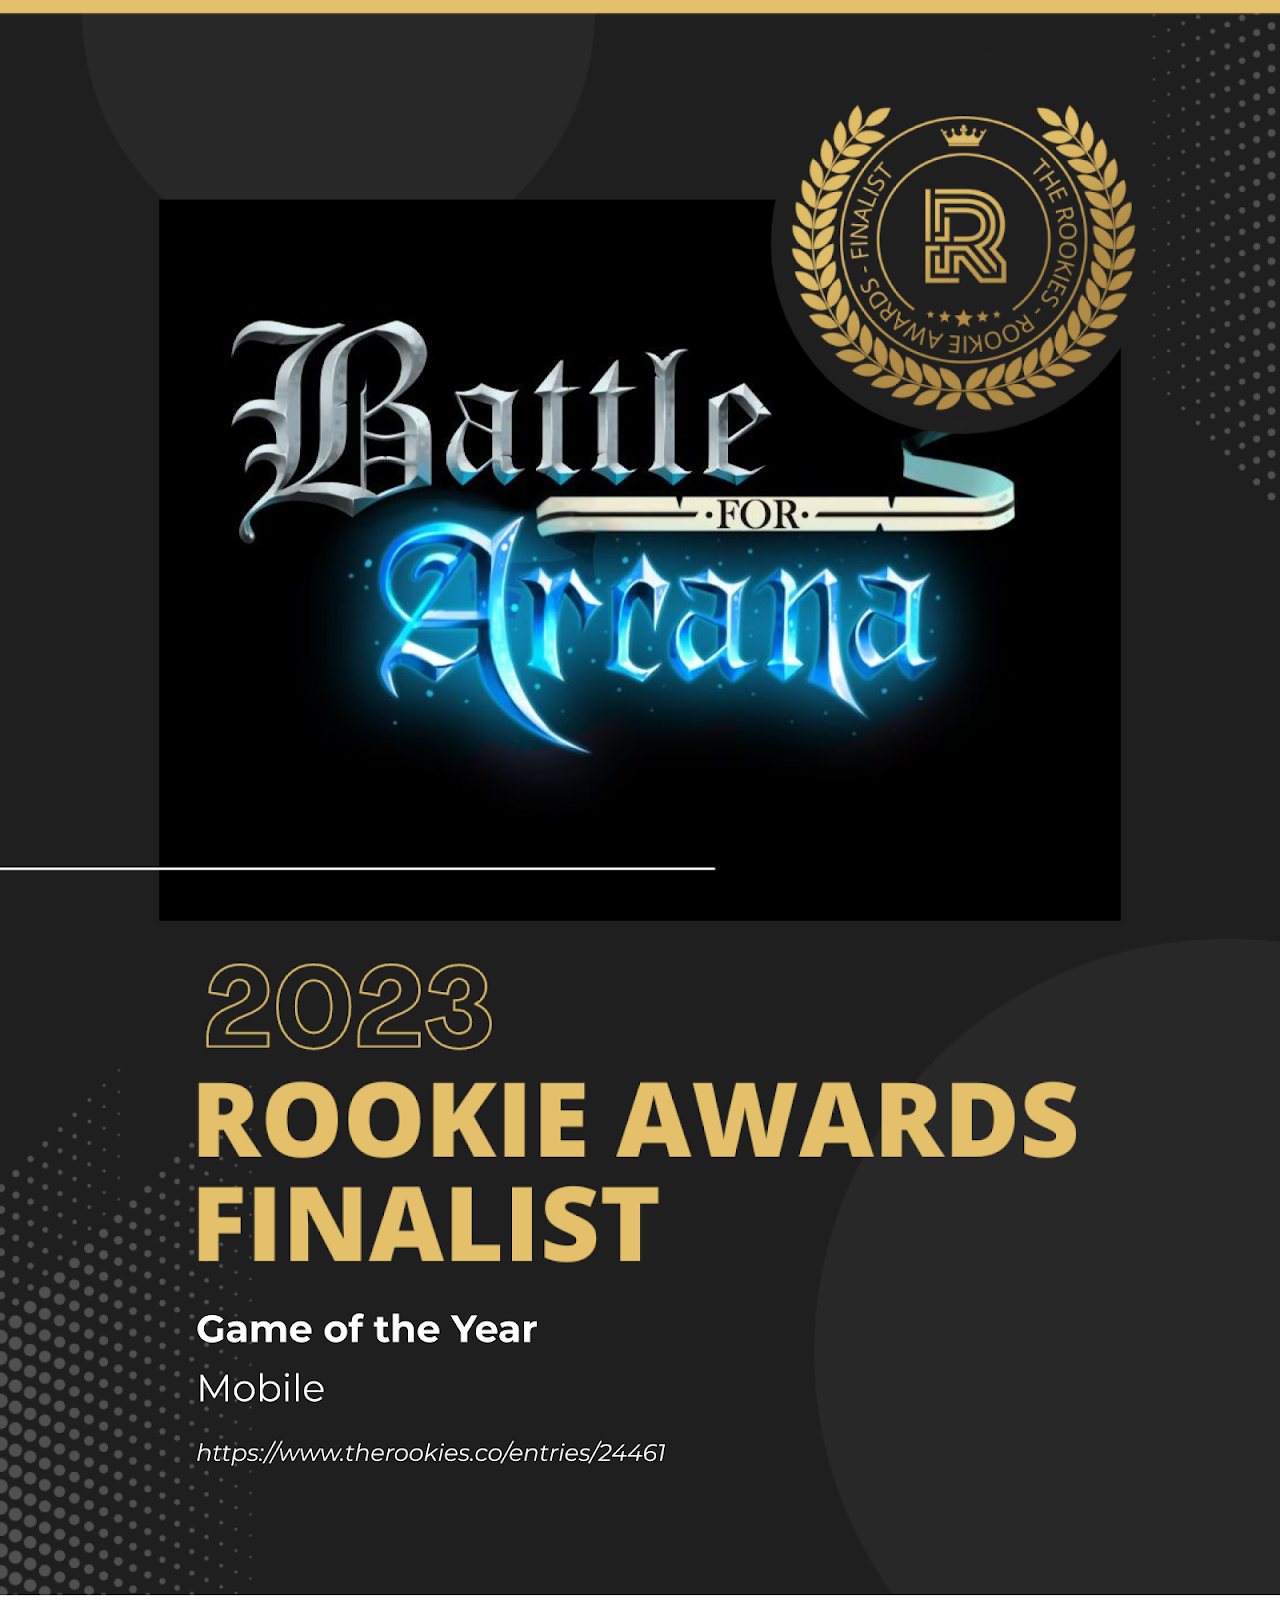 THE ROOKIES - ROOKIE AWARDS - FINALIST
R
Battle
·FOR·
Arcana
2023
ROOKIE AWARDS
FINALIST
Game of the Year
Mobile
https://www.therookies.co/entries/24461